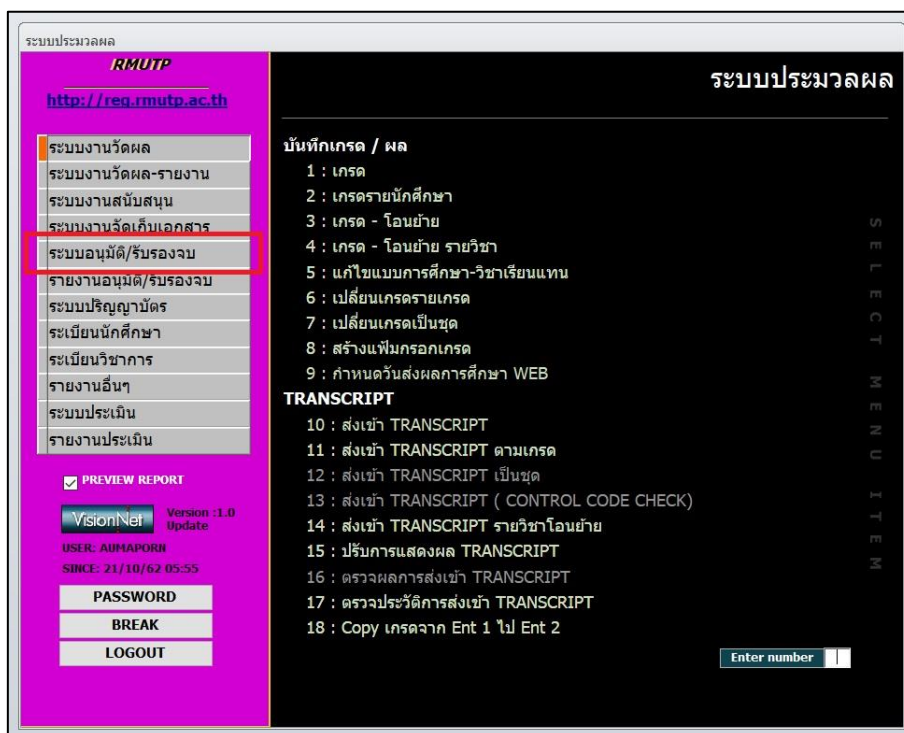 ระบบประมวลผล
RMUTP
http://reg.rmutp.ac.th
ระบบงานวัดผล
ระบบงานวัดผล-รายงาน
ระบบงานสนับสนุน
ระบบงานจัดเก็บเอกสาร
ระบบอนุมัติ/รับรองจบ
รายงานอนุมัติ/รับรองจบ
ระบบปริญญาบัตร
ระเบียนนักศึกษา
ระเบียนวิชาการ
รายงานอื่นๆ
ระบบประเมิน
รายงานประเมิน
PREVIEW REPORT
VisionNet
Version :1.0
Update
USER: AUMAPORN
SINCE: 21/10/62 05:55
PASSWORD
BREAK
LOGOUT
ระบบประมวลผล
บันทึกเกรด / ผล
1 : เกรด
2 : เกรดรายนักศึกษา
3 : เกรด - โอนย้าย
4 : เกรด - โอนย้าย รายวิชา
5 : แก้ไขแบบการศึกษา-วิชาเรียนแทน
6 : เปลี่ยนเกรดรายเกรด
7 : เปลี่ยนเกรดเป็นชุด
8 : สร้างแฟ้มกรอกเกรด
9 : กำหนดวันส่งผลการศึกษา WEB
TRANSCRIPT
10 : ส่งเข้า TRANSCRIPT
11 : ส่งเข้า TRANSCRIPT ตามเกรด
12 : ส่งเข้า TRANSCRIPT เป็นชุด
13 : ส่งเข้า TRANSCRIPT ( CONTROL CODE CHECK)
14 : ส่งเข้า TRANSCRIPT รายวิชาโอนย้าย
15 : ปรับการแสดงผล TRANSCRIPT
16 : ตรวจผลการส่งเข้า TRANSCRIPT
17 : ตรวจประวัติการส่งเข้า TRANSCRIPT
18 : Copy เกรดจาก Ent 1 ไป Ent 2
Enter number
SELECT MENU ITEM